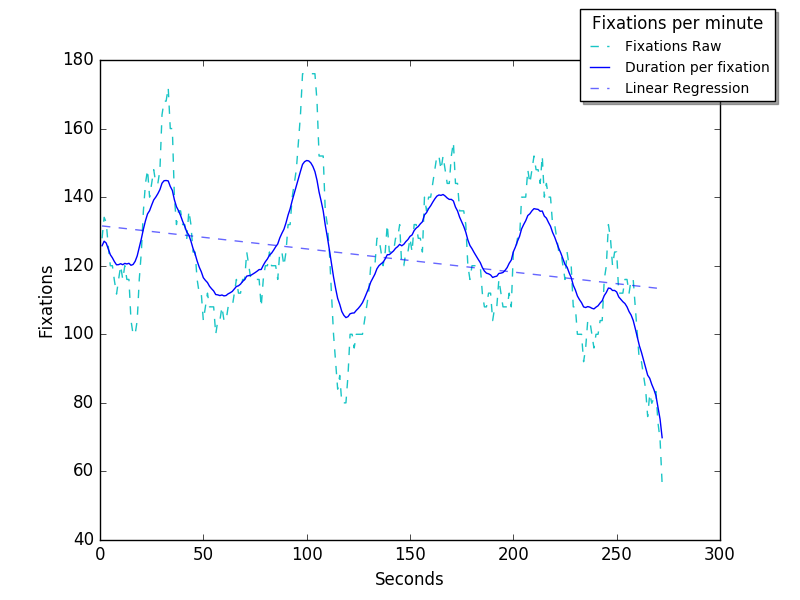 Fixations per minute
Fixations Raw
Duration per fixation
Linear Regression
180
160
140
120
100
80
60
40
0 50 100 150 200 250 300
Fixations
Seconds